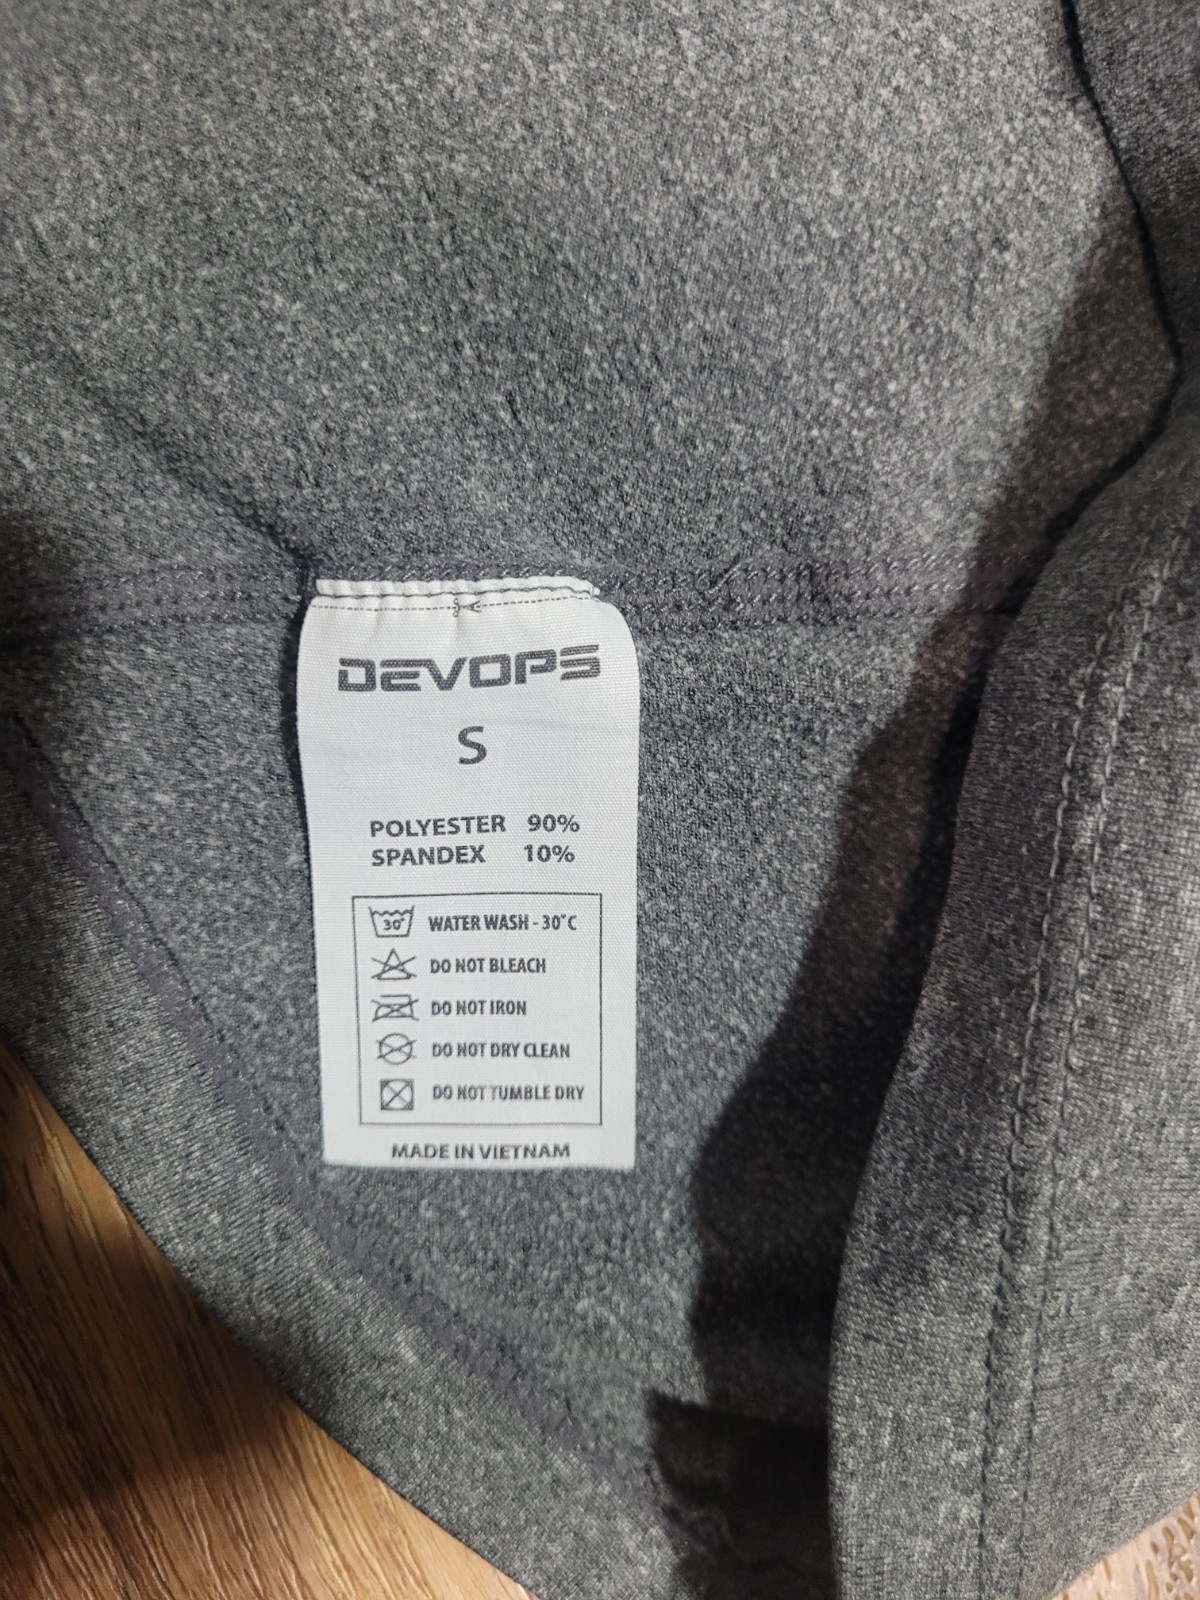 DEVOPS
S
POLYESTER 90%
SPANDEX 10%
30° WATER WASH - 30°C
DO NOT BLEACH
DO NOT IRON
DO NOT DRY CLEAN
DO NOT TUMBLE DRY
MADE IN VIETNAM